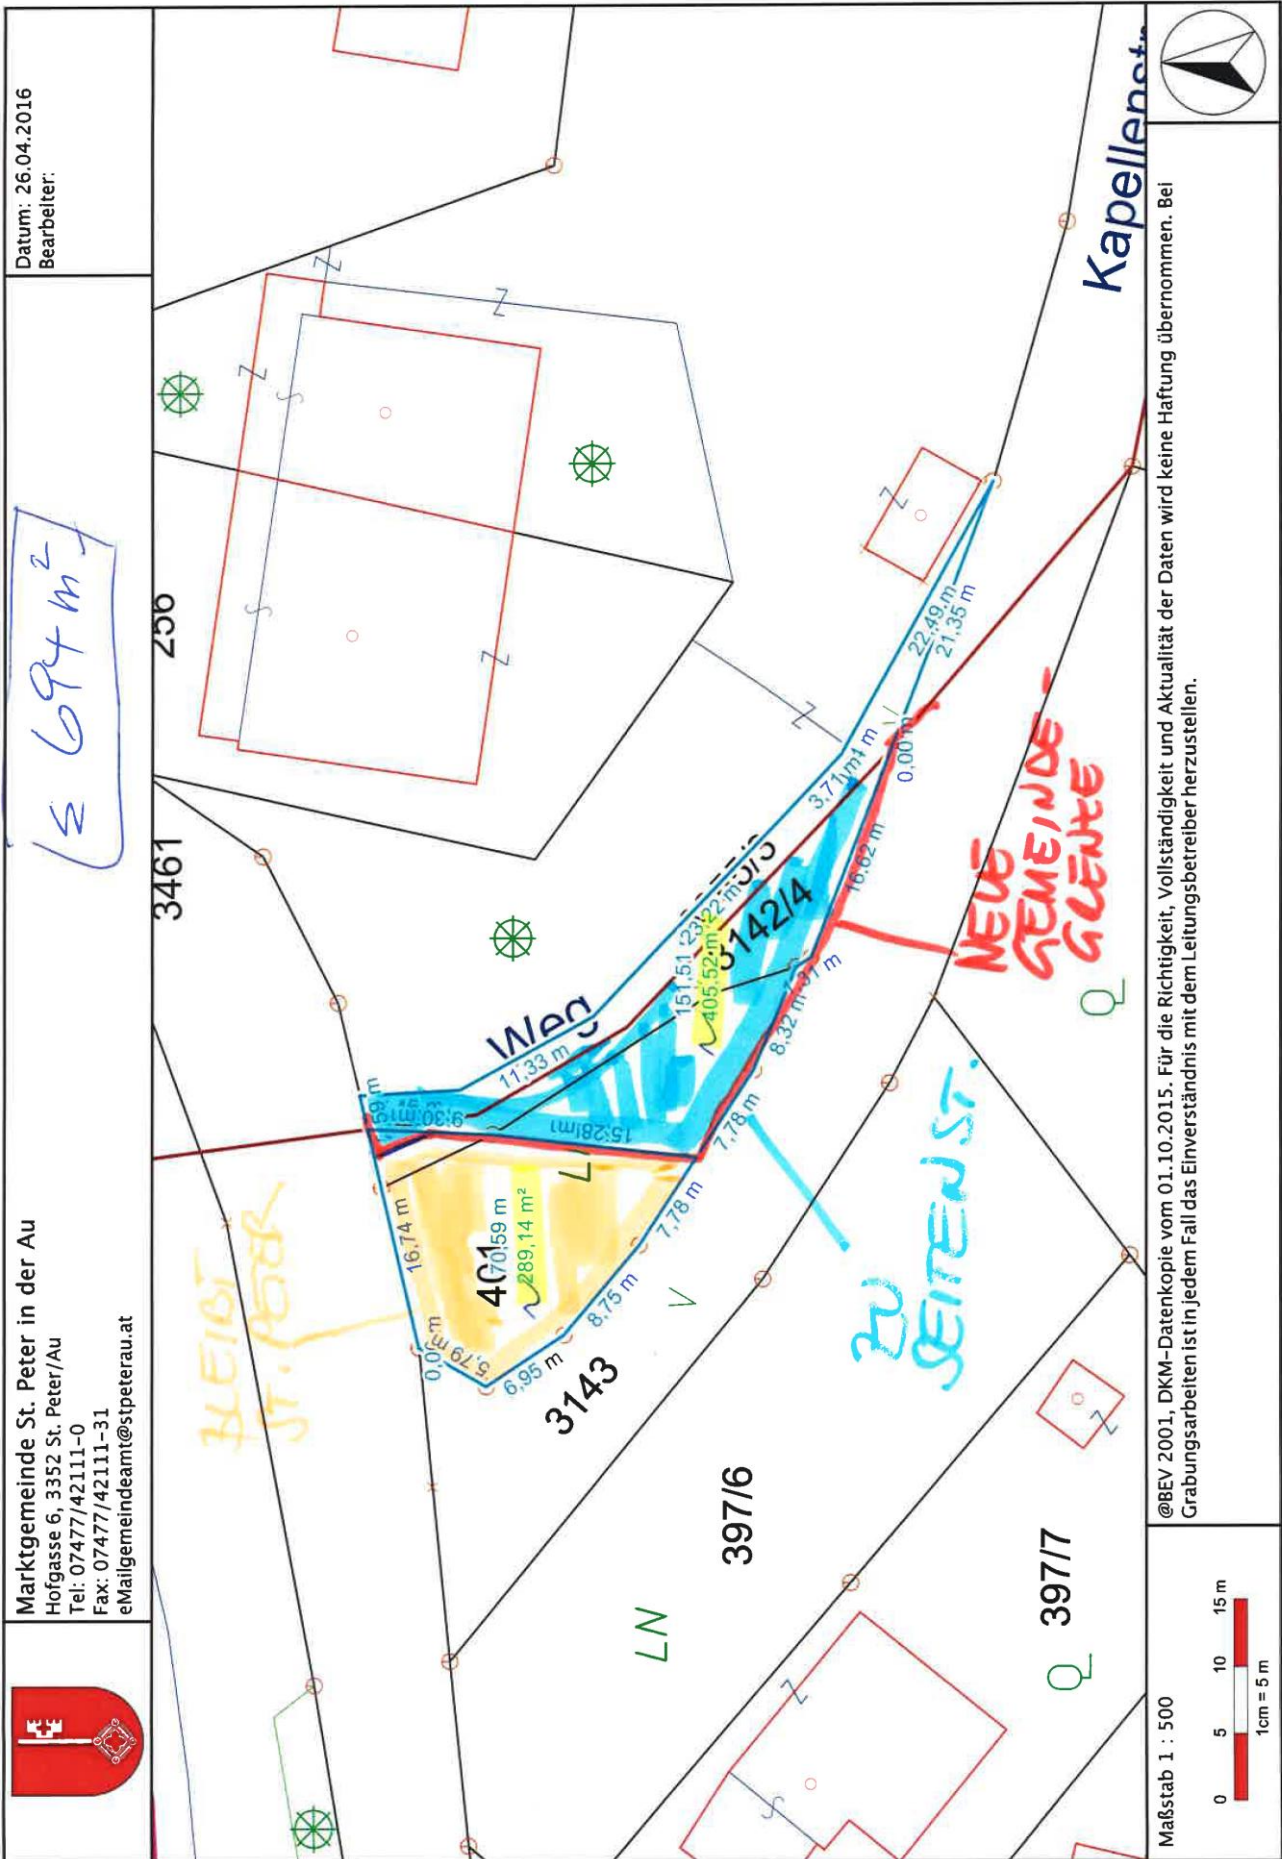 Marktgemeinde St. Peter in der Au
Hofgasse 6, 3352 St. Peter/Au
Tel: 07477/42111-0
Fax: 07477/42111-31
eMailgemeindeamt@stpeterau.at
Σ 694 m²
Datum: 26.04.2016
Bearbeiter:
3461
256
BLEIBT
ST. PETER
Weg
11,33 m
9,30 m
15,28 m
16,74 m
0,0 m
5,79 m
6,95 m
8,75 m
7,78 m
7,78 m
8,32 m
401
70,59 m
289,14 m²
405,52 m²
3142/4
16,62 m
0,00 m
22,49 m
21,35 m
3143
V
NEUE
GEMEINDE-
GRENZE
ZU
SEITENST.
LN
397/6
Q
397/7
Q
Maßstab 1 : 500
0 5 10 15 m
1cm = 5 m
@BEV 2001, DKM-Datenkopie vom 01.10.2015. Für die Richtigkeit, Vollständigkeit und Aktualität der Daten wird keine Haftung übernommen. Bei
Grabungsarbeiten ist in jedem Fall das Einverständnis mit dem Leitungsbetreiber herzustellen.